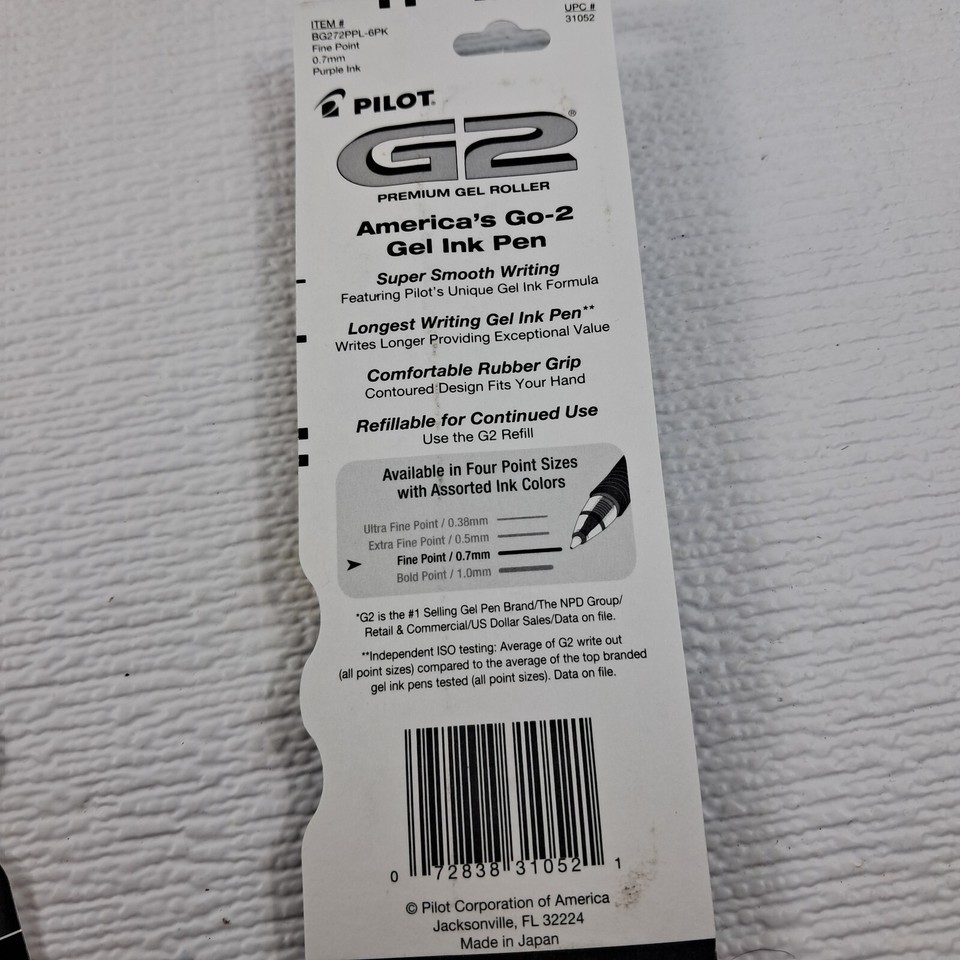 ITEM #
BG272PPL-6PK
Fine Point
0.7mm
Purple Ink
UPC #
31052
PILOT®
G2®
PREMIUM GEL ROLLER
America's Go-2
Gel Ink Pen
Super Smooth Writing
Featuring Pilot's Unique Gel Ink Formula
Longest Writing Gel Ink Pen**
Writes Longer Providing Exceptional Value
Comfortable Rubber Grip
Contoured Design Fits Your Hand
Refillable for Continued Use
Use the G2 Refill
Available in Four Point Sizes
with Assorted Ink Colors
Ultra Fine Point / 0.38mm
Extra Fine Point / 0.5mm
Fine Point / 0.7mm
Bold Point / 1.0mm
*G2 is the #1 Selling Gel Pen Brand/The NPD Group/
Retail & Commercial/US Dollar Sales/Data on file.
**Independent ISO testing: Average of G2 write out
(all point sizes) compared to the average of the top branded
gel ink pens tested (all point sizes). Data on file.
0 72838 31052 1
© Pilot Corporation of America
Jacksonville, FL 32224
Made in Japan